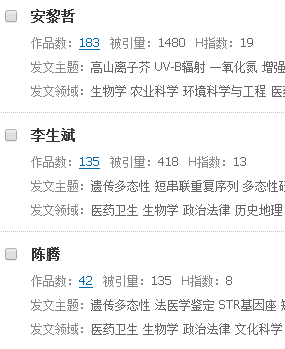 安黎哲
作品数：183 被引量：1480 H指数：19
发文主题：高山离子芥 UV-B辐射 一氧化氮 增强
发文领域：生物学 农业科学 环境科学与工程 医
李生斌
作品数：135 被引量：418 H指数：13
发文主题：遗传多态性 短串联重复序列 多态性
发文领域：医药卫生 生物学 政治法律 历史地理
陈腾
作品数：42 被引量：135 H指数：8
发文主题：遗传多态性 法医学鉴定 STR基因座
发文领域：医药卫生 生物学 政治法律 文化科学